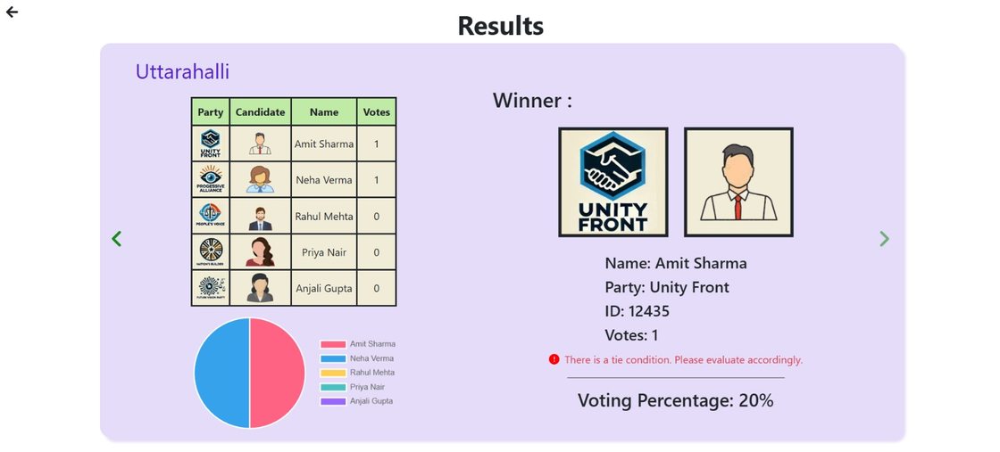 Results
Uttarahalli
Party Candidate Name Votes
UNITY
FRONT
Amit Sharma 1
PROGESSIVE
ALLIANCE
Neha Verma 1
PEOPLE'S VOICE
Rahul Mehta 0
NATION'S BUILDER
Priya Nair 0
Anjali Gupta 0
Amit Sharma
Neha Verma
Rahul Mehta
Priya Nair
Anjali Gupta
Winner :
UNITY
FRONT
Name: Amit Sharma
Party: Unity Front
ID: 12435
Votes: 1
There is a tie condition. Please evaluate accordingly.
Voting Percentage: 20%